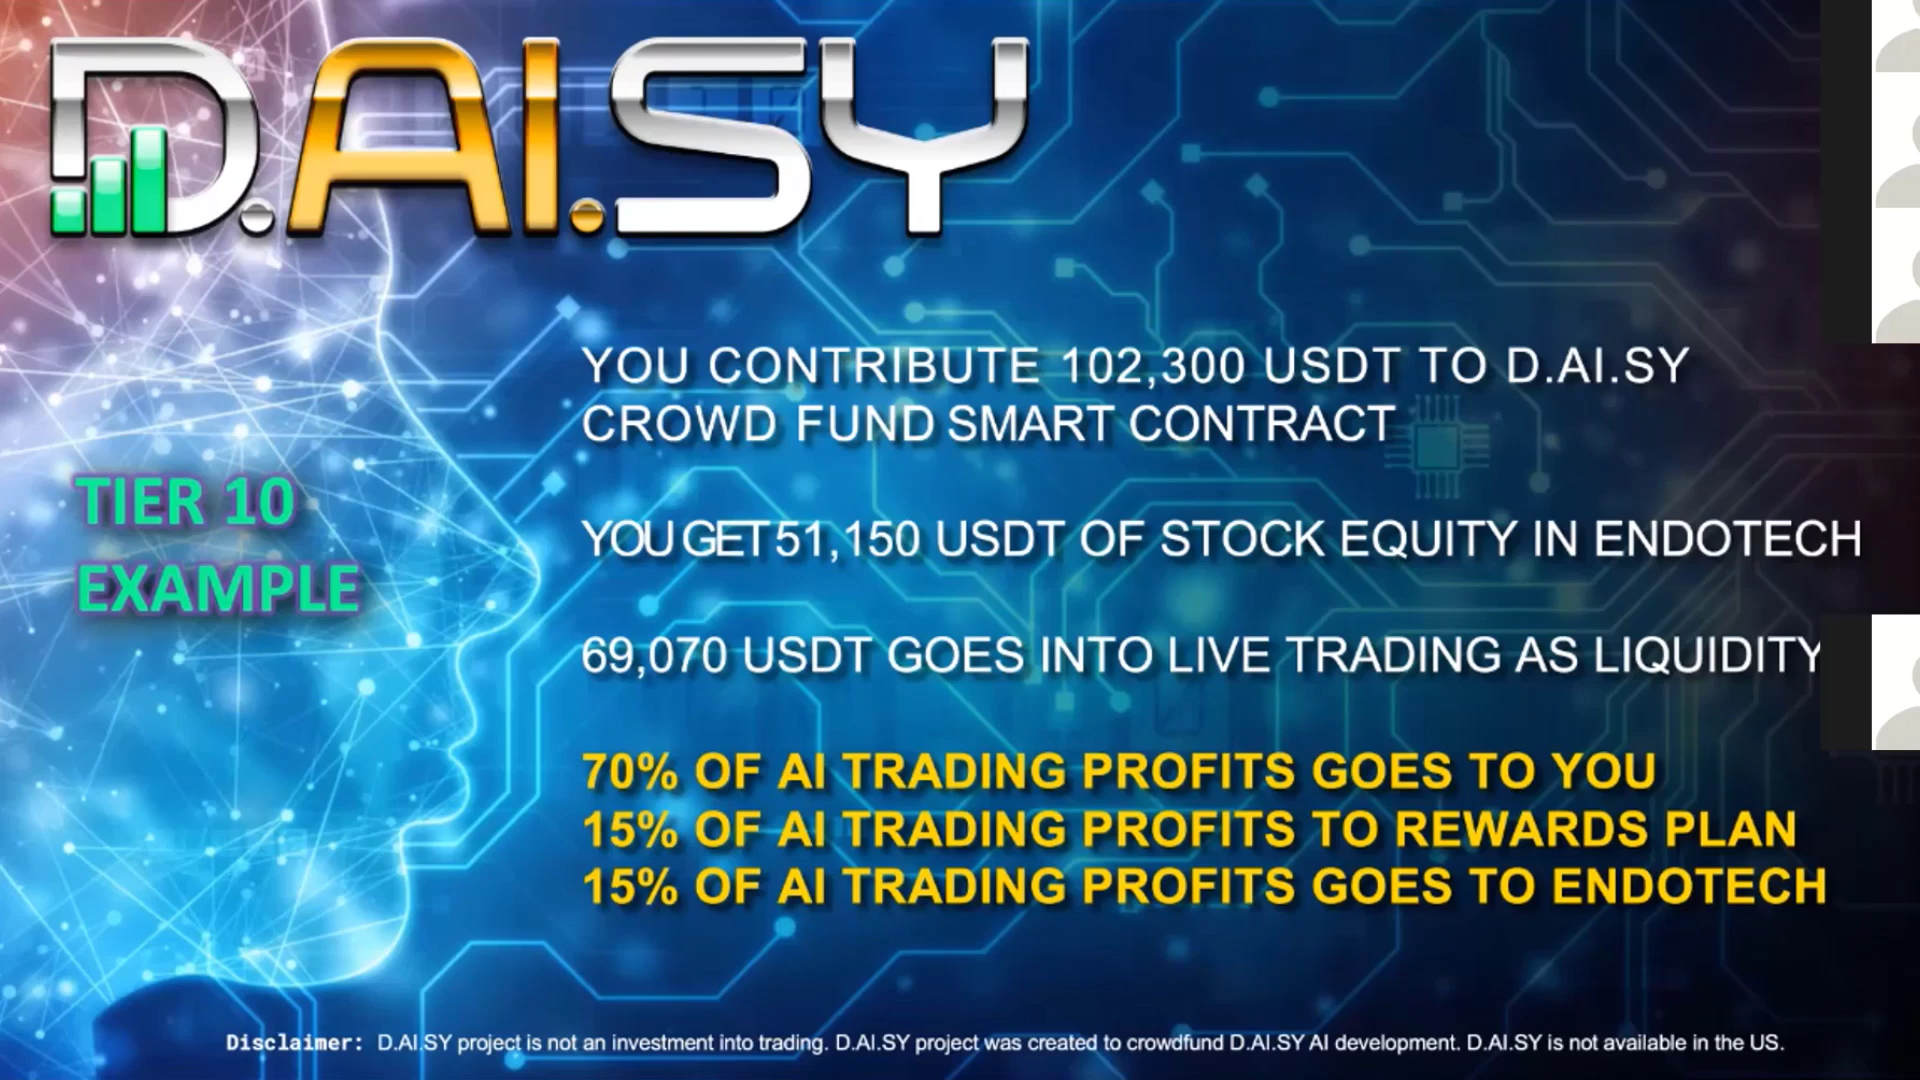 D.AI.SY
YOU CONTRIBUTE 102,300 USDT TO D.AI.SY
CROWD FUND SMART CONTRACT
TIER 10
EXAMPLE
YOU GET 51,150 USDT OF STOCK EQUITY IN ENDOTECH
69,070 USDT GOES INTO LIVE TRADING AS LIQUIDITY
70% OF AI TRADING PROFITS GOES TO YOU
15% OF AI TRADING PROFITS TO REWARDS PLAN
15% OF AI TRADING PROFITS GOES TO ENDOTECH
Disclaimer: D.AI.SY project is not an investment into trading. D.AI.SY project was created to crowdfund D.AI.SY AI development. D.AI.SY is not available in the US.